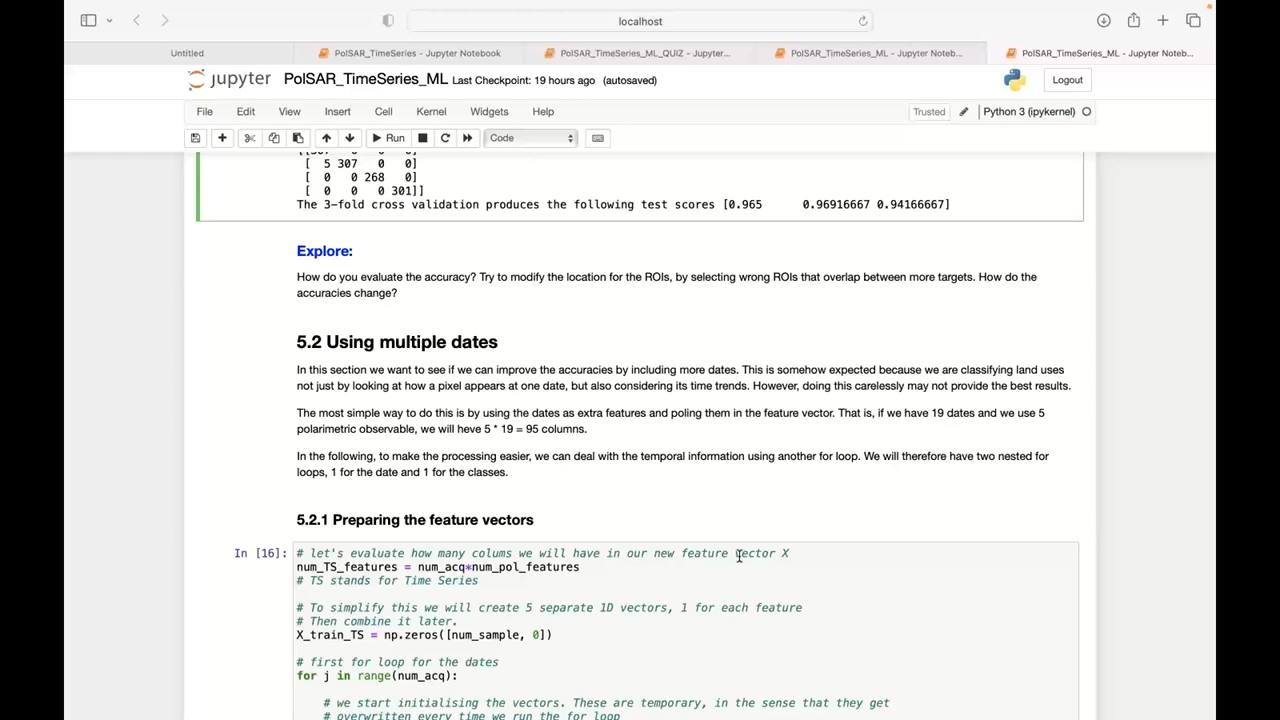 localhost
Untitled
PolSAR_TimeSeries - Jupyter Notebook
PolSAR_TimeSeries_ML_QUIZ - Jupyter...
PolSAR_TimeSeries_ML - Jupyter Noteb...
PolSAR_TimeSeries_ML - Jupyter Noteb...
jupyter PolSAR_TimeSeries_ML Last Checkpoint: 19 hours ago (autosaved)
Logout
File Edit View Insert Cell Kernel Widgets Help
Trusted Python 3 (ipykernel)
Run Code
[ 5 307 0 0]
[ 0 0 268 0]
[ 0 0 0 301]]
The 3-fold cross validation produces the following test scores [0.965 0.96916667 0.94166667]
Explore:
How do you evaluate the accuracy? Try to modify the location for the ROIs, by selecting wrong ROIs that overlap between more targets. How do the
accuracies change?
5.2 Using multiple dates
In this section we want to see if we can improve the accuracies by including more dates. This is somehow expected because we are classifying land uses
not just by looking at how a pixel appears at one date, but also considering its time trends. However, doing this carelessly may not provide the best results.
The most simple way to do this is by using the dates as extra features and poling them in the feature vector. That is, if we have 19 dates and we use 5
polarimetric observable, we will heve 5 * 19 = 95 columns.
In the following, to make the processing easier, we can deal with the temporal information using another for loop. We will therefore have two nested for
loops, 1 for the date and 1 for the classes.
5.2.1 Preparing the feature vectors
In [16]:
# let's evaluate how many colums we will have in our new feature vector X
num_TS_features = num_acq*num_pol_features
# TS stands for Time Series
# To simplify this we will create 5 separate 1D vectors, 1 for each feature
# Then combine it later.
X_train_TS = np.zeros([num_sample, 0])
# first for loop for the dates
for j in range(num_acq):
# we start initialising the vectors. These are temporary, in the sense that they get
# overwritten every time we run the for loop